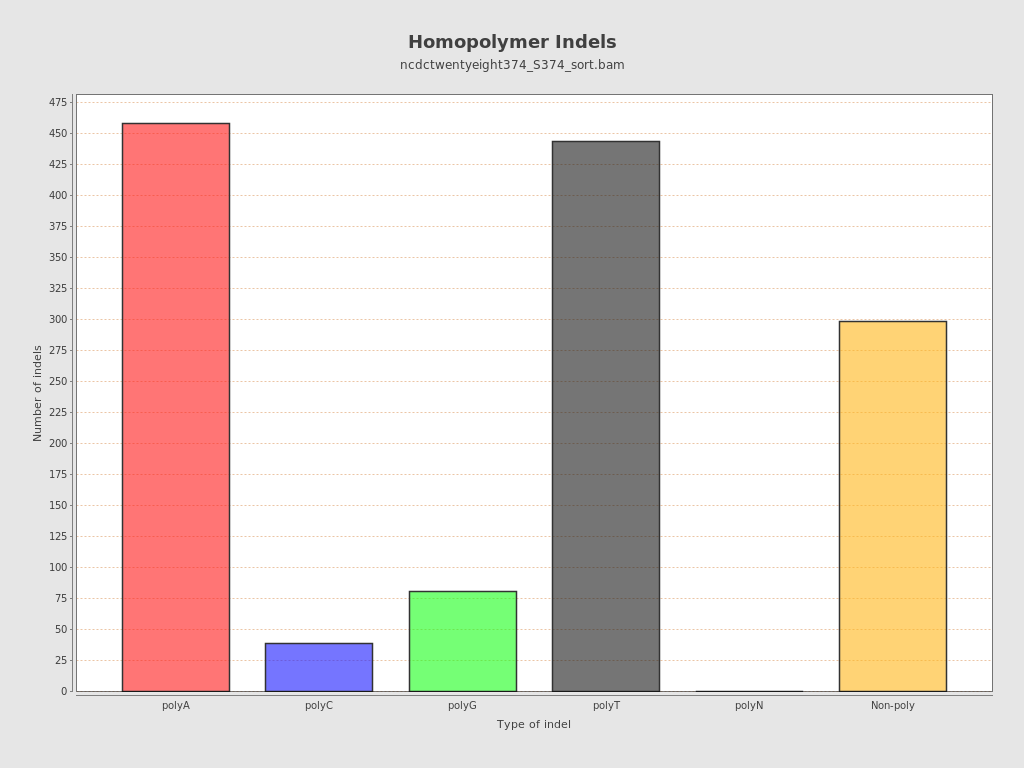 Homopolymer Indels
ncdctwentyeight374_S374_sort.bam
475
450
425
400
375
350
325
300
275
250
225
200
175
150
125
100
75
50
25
0
Number of indels
polyA
polyC
polyG
polyT
polyN
Non-poly
Type of indel